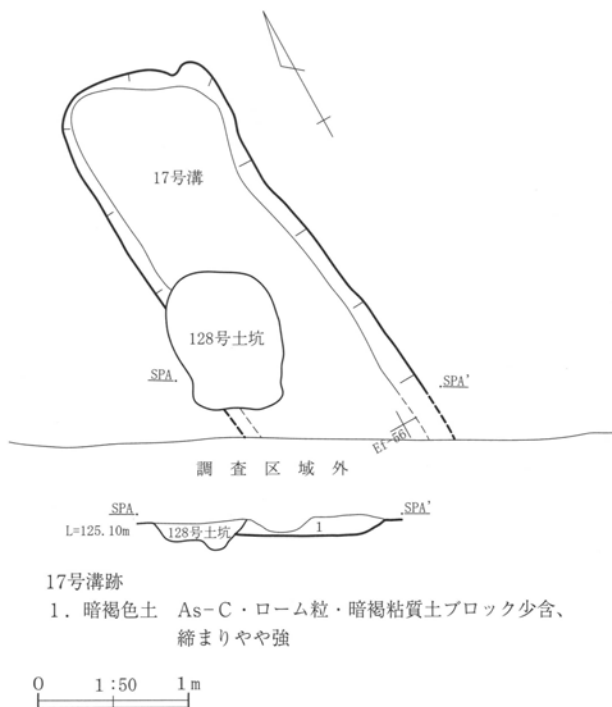 17号溝
128号土坑
SPA
SPA'
Ef-56
調査区域外
SPA
SPA'
L=125.10m
128号土坑
1
17号溝跡
1．暗褐色土　As-C・ローム粒・暗褐粘質土ブロック少含、
締まりやや強
0　1:50　1m